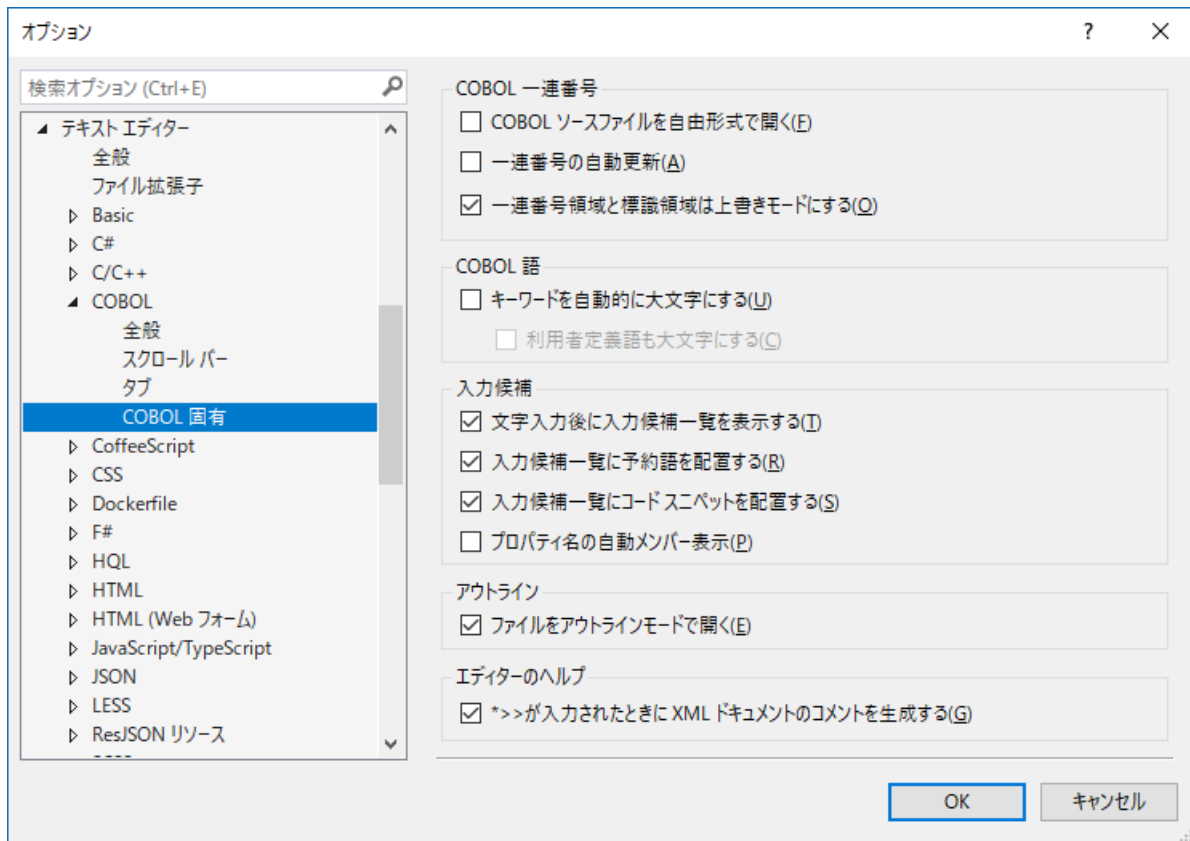 オプション
検索オプション (Ctrl+E)
テキスト エディター
全般
ファイル拡張子
Basic
C#
C/C++
COBOL
全般
スクロール バー
タブ
COBOL 固有
CoffeeScript
CSS
Dockerfile
F#
HQL
HTML
HTML (Web フォーム)
JavaScript/TypeScript
JSON
LESS
ResJSON リソース
COBOL 一連番号
COBOL ソースファイルを自由形式で開く(F)
一連番号の自動更新(A)
一連番号領域と標識領域は上書きモードにする(O)
COBOL 語
キーワードを自動的に大文字にする(U)
利用者定義語も大文字にする(C)
入力候補
文字入力後に入力候補一覧を表示する(T)
入力候補一覧に予約語を配置する(R)
入力候補一覧にコード スニペットを配置する(S)
プロパティ名の自動メンバー表示(P)
アウトライン
ファイルをアウトラインモードで開く(E)
エディターのヘルプ
*>>が入力されたときに XML ドキュメントのコメントを生成する(G)
OK
キャンセル